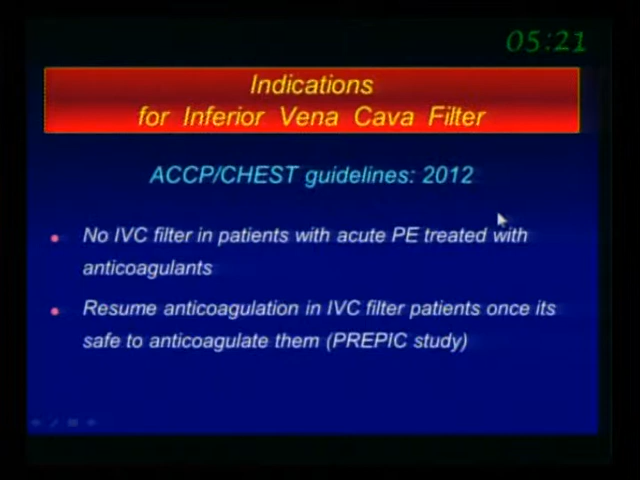 05:21
Indications
for Inferior Vena Cava Filter
ACCP/CHEST guidelines: 2012
No IVC filter in patients with acute PE treated with
anticoagulants
Resume anticoagulation in IVC filter patients once its
safe to anticoagulate them (PREPIC study)